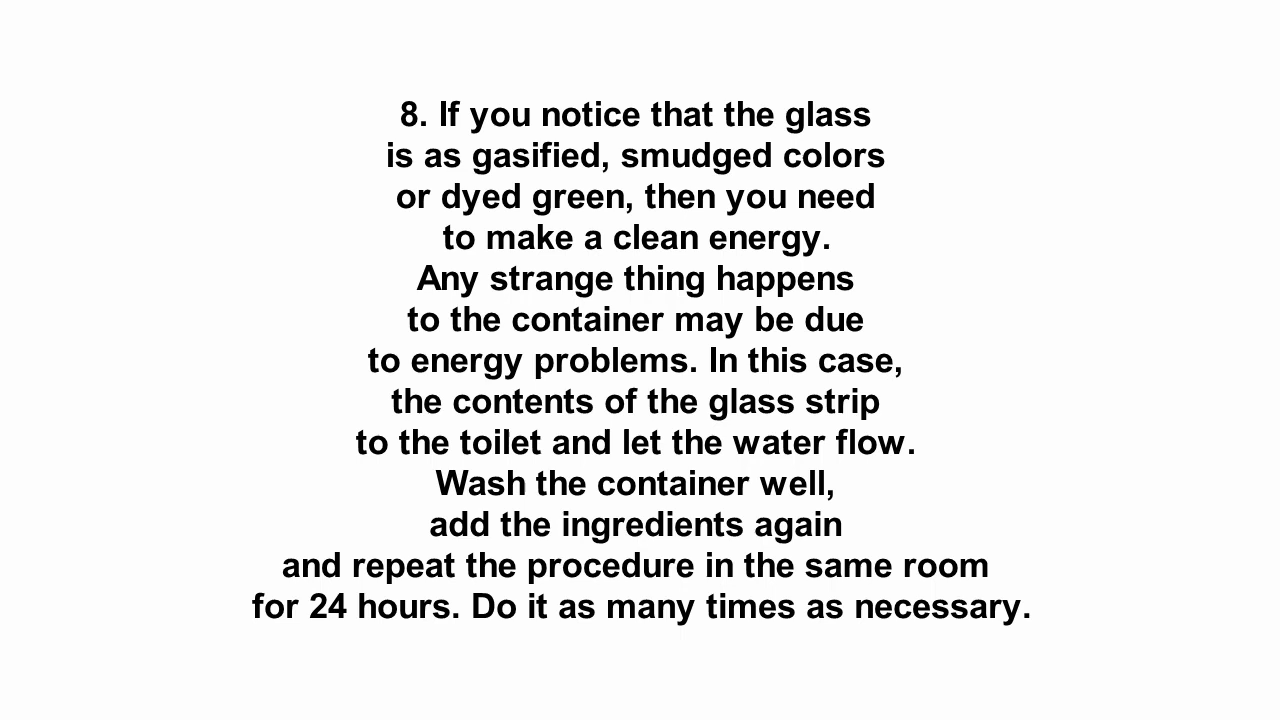 8. If you notice that the glass
is as gasified, smudged colors
or dyed green, then you need
to make a clean energy.
Any strange thing happens
to the container may be due
to energy problems. In this case,
the contents of the glass strip
to the toilet and let the water flow.
Wash the container well,
add the ingredients again
and repeat the procedure in the same room
for 24 hours. Do it as many times as necessary.